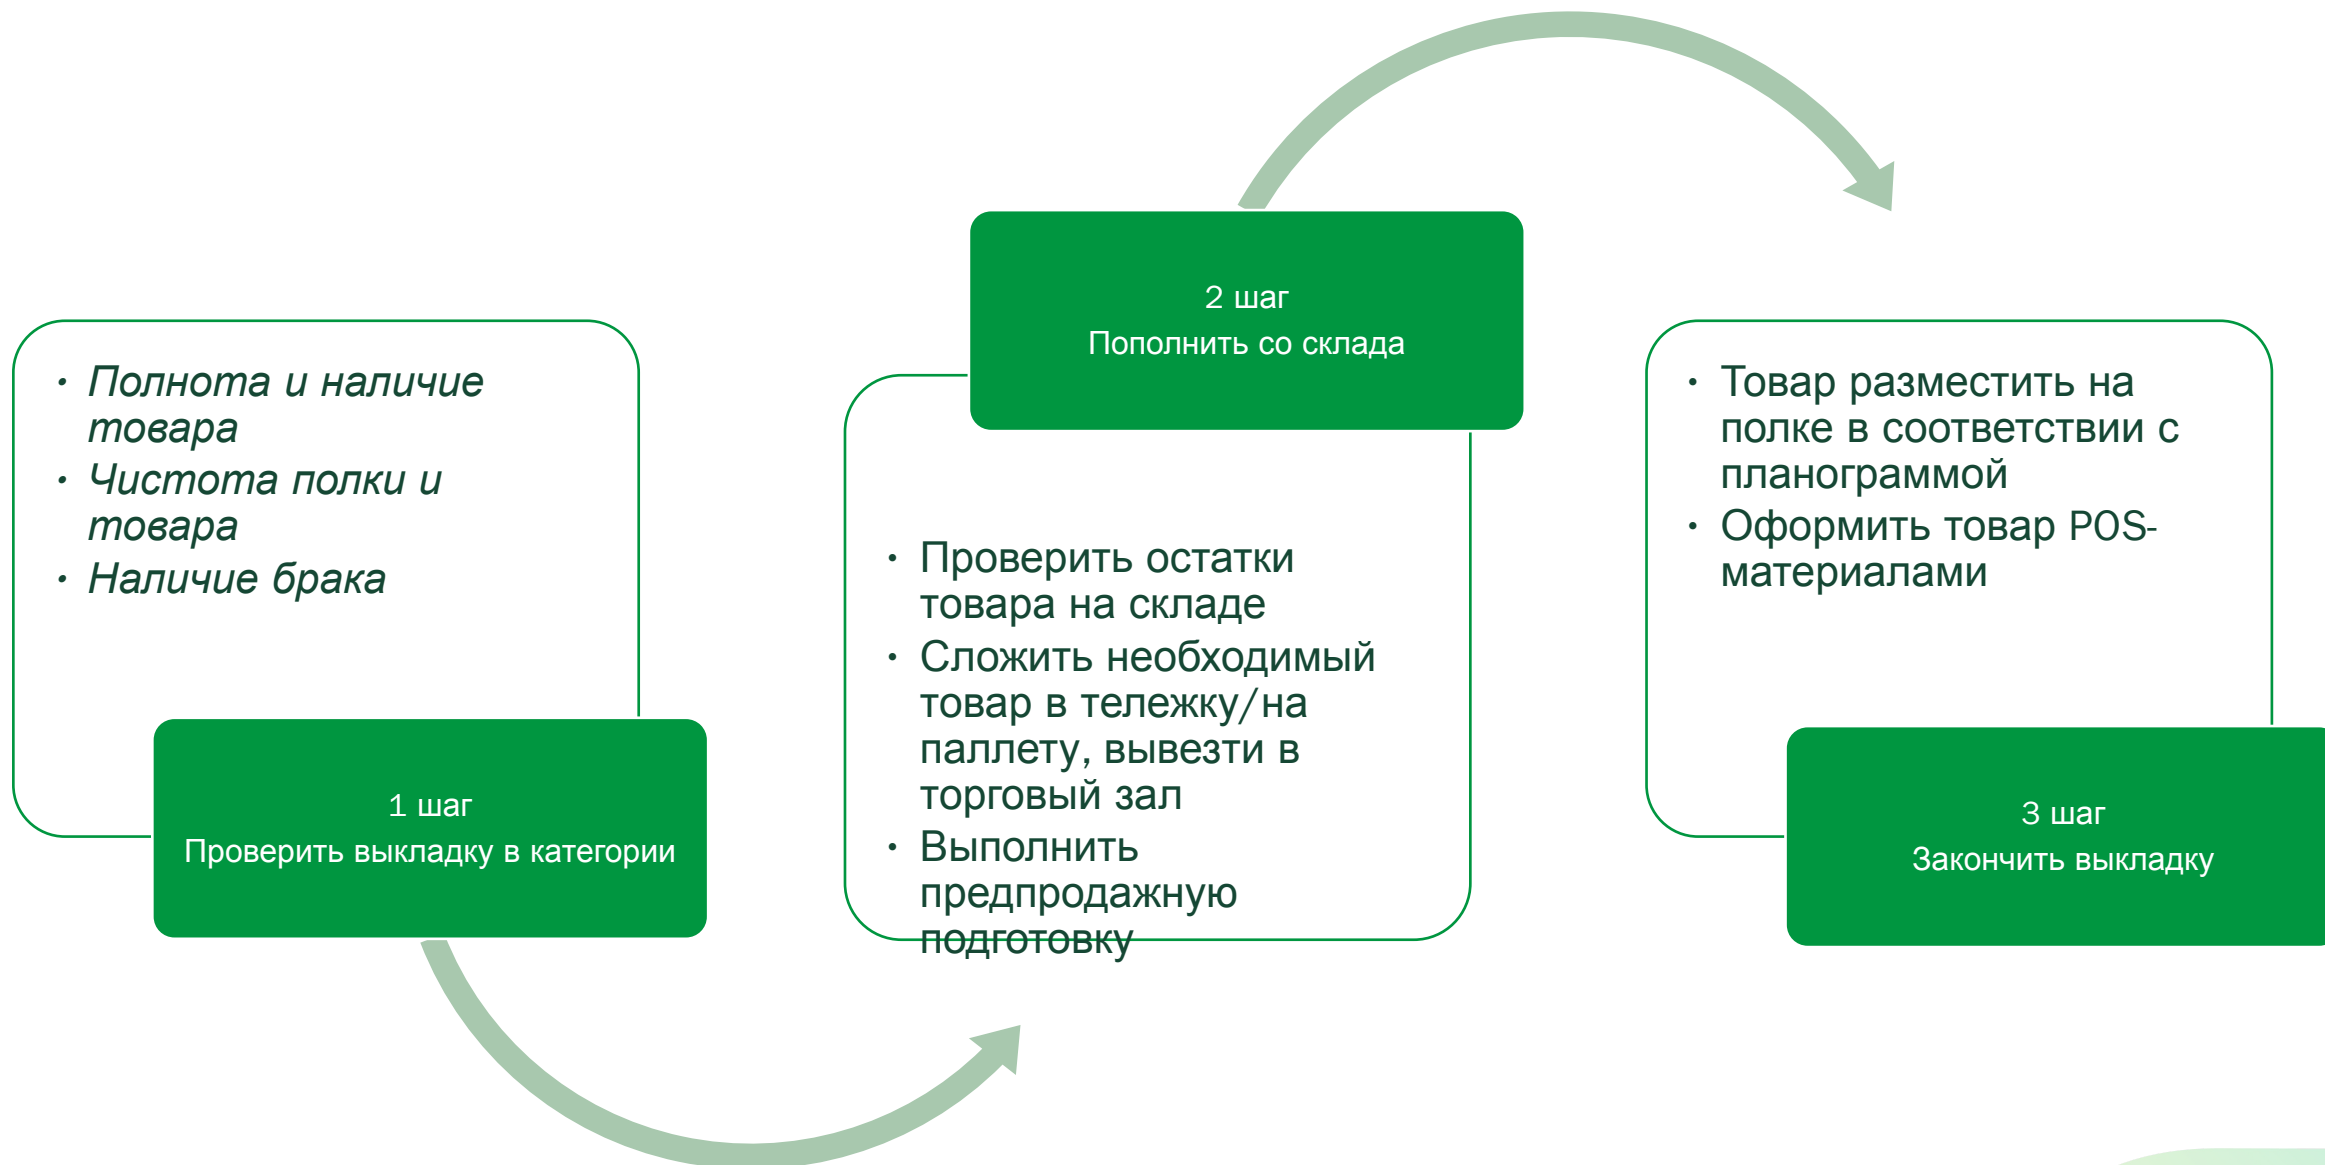 · Полнота и наличие
товара
· Чистота полки и
товара
· Наличие брака
1 шаг
Проверить выкладку в категории
2 шаг
Пополнить со склада
· Проверить остатки
товара на складе
· Сложить необходимый
товар в тележку/на
паллету, вывезти в
торговый зал
· Выполнить
предпродажную
подготовку
· Товар разместить на
полке в соответствии с
планограммой
· Оформить товар POS-
материалами
3 шаг
Закончить выкладку